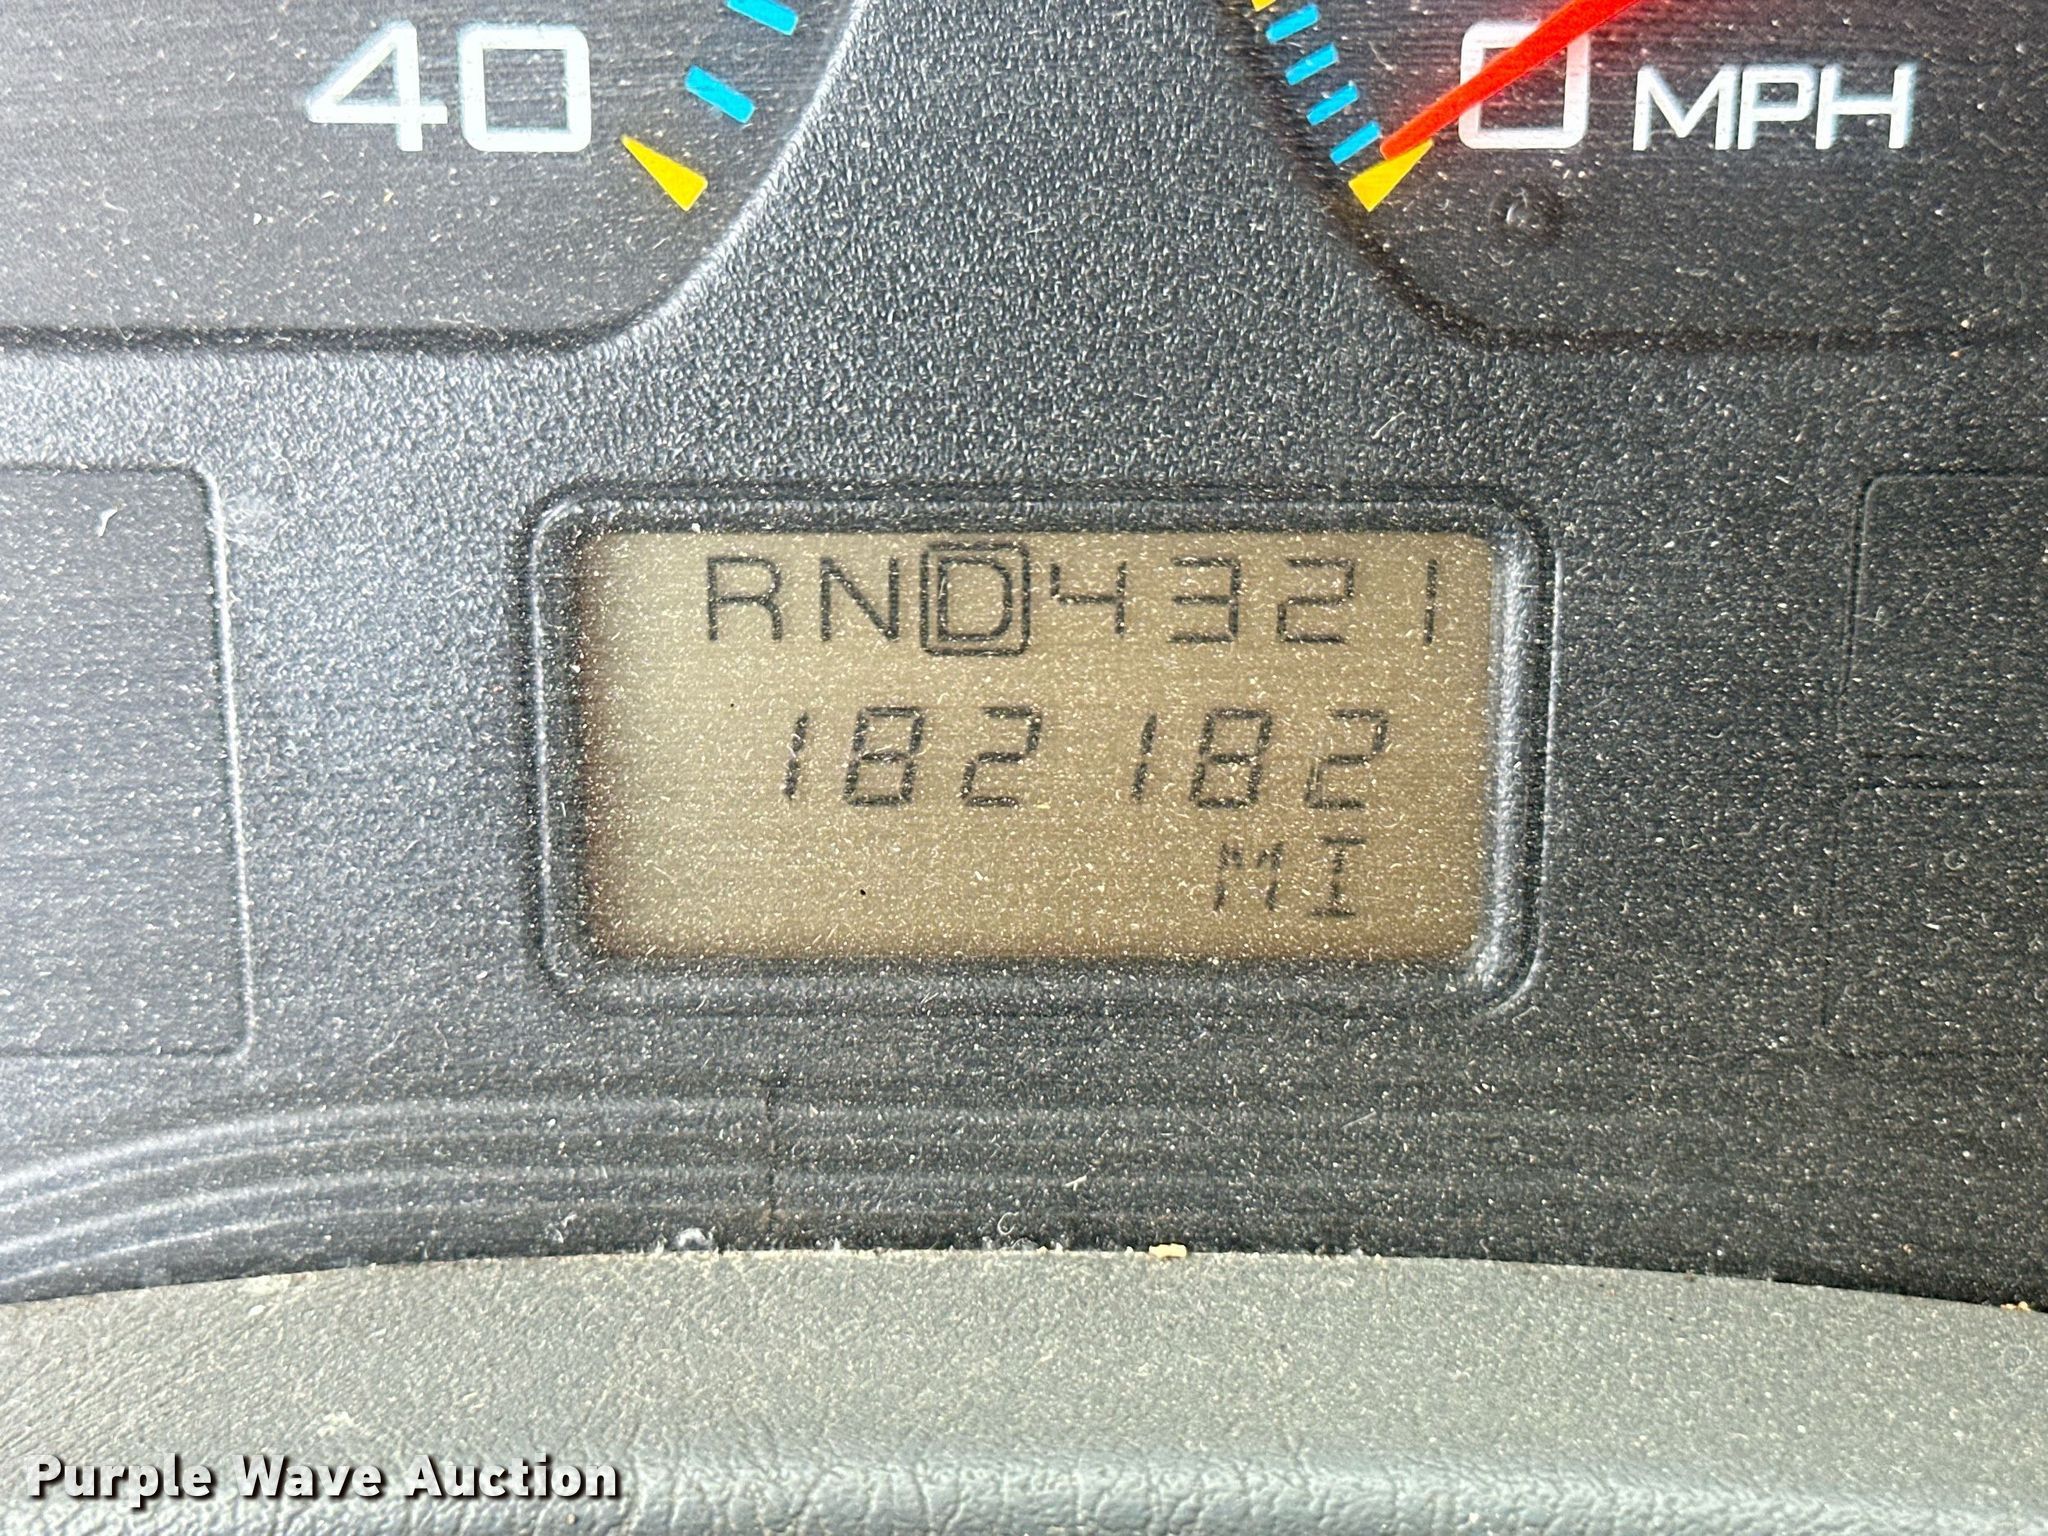 40
0 MPH
RND4321
182182
MI
Purple Wave Auction